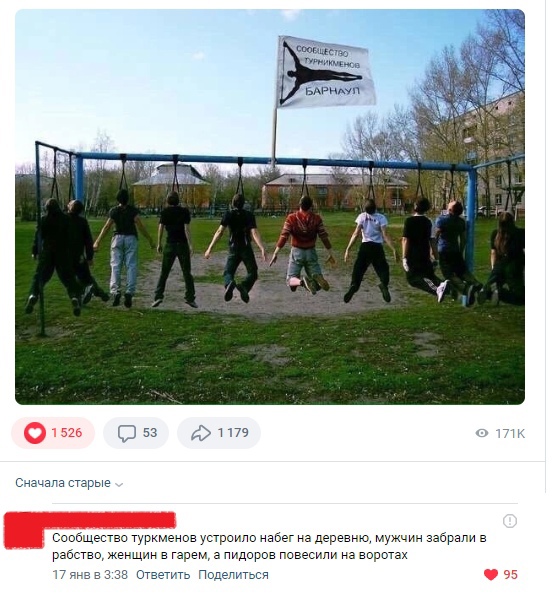 СООБЩЕСТВО
ТУРНИКМЕНОВ
БАРНАУЛ
1 526
53
1 179
171K
Сначала старые
Сообщество туркменов устроило набег на деревню, мужчин забрали в
рабство, женщин в гарем, а пидоров повесили на воротах
17 янв в 3:38 Ответить Поделиться
95